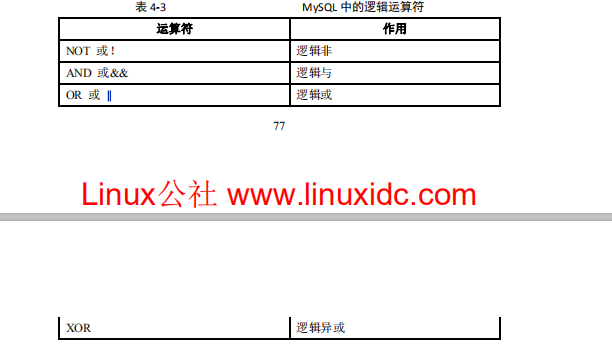 表 4-3 MySQL 中的逻辑运算符
运算符 作用
NOT 或！ 逻辑非
AND 或&& 逻辑与
OR 或 || 逻辑或
77
Linux公社 www.linuxidc.com
XOR 逻辑异或